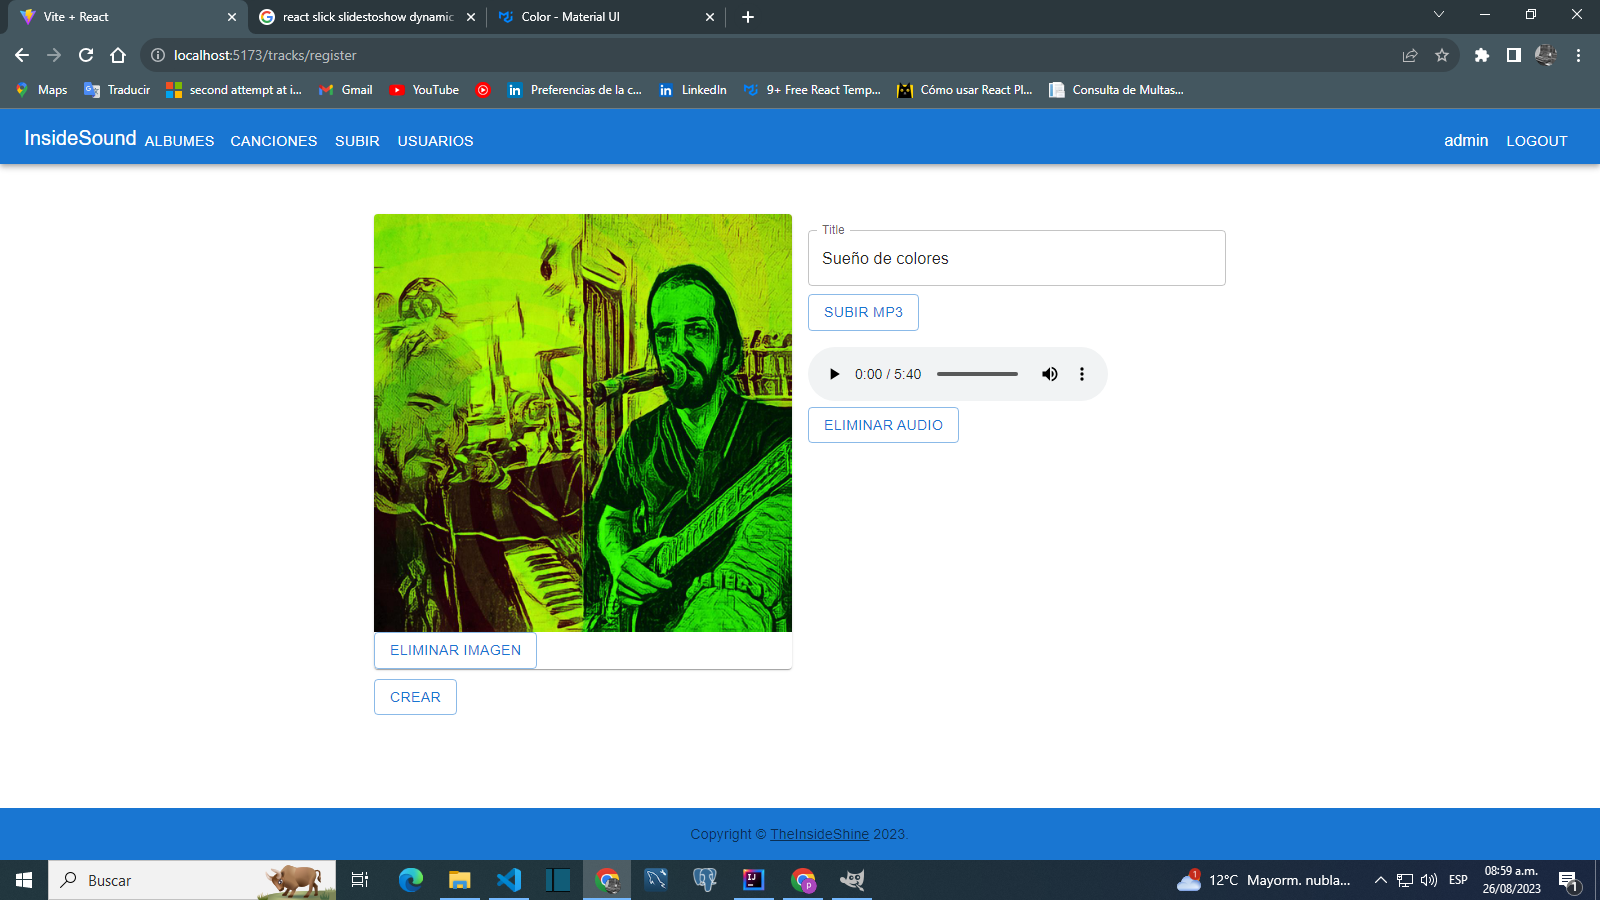 Vite + React
react slick slidestoshow dynamic
Color - Material UI
localhost:5173/tracks/register
Maps
Traducir
second attempt at i...
Gmail
YouTube
Preferencias de la c...
LinkedIn
9+ Free React Temp...
Cómo usar React Pl...
Consulta de Multas...
InsideSound ALBUMES CANCIONES SUBIR USUARIOS
admin LOGOUT
Title
Sueño de colores
SUBIR MP3
0:00 / 5:40
ELIMINAR AUDIO
ELIMINAR IMAGEN
CREAR
Copyright © TheInsideShine 2023.
Buscar
1
12°C Mayorm. nubla...
ESP
08:59 a.m.
26/08/2023
1